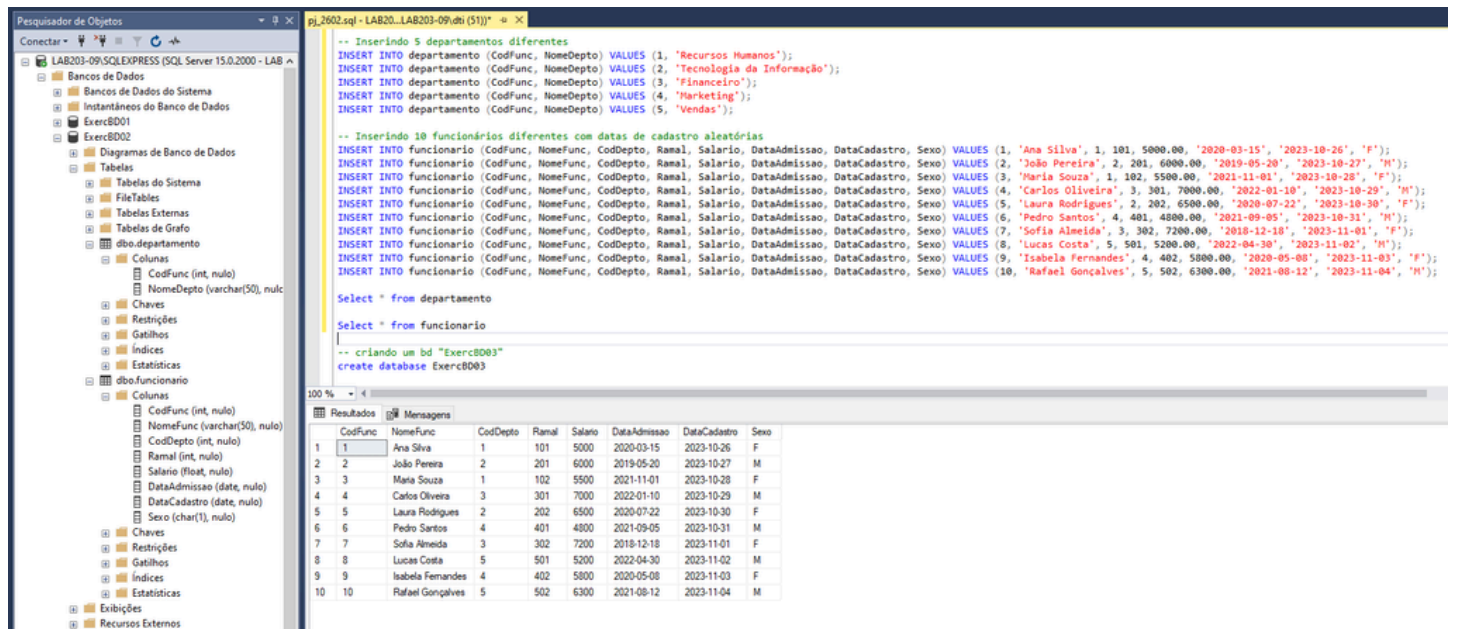 Pesquisador de Objetos
Conectar
LAB203-09\SQLEXPRESS (SQL Server 15.0.2000 - LAB
Bancos de Dados
Bancos de Dados do Sistema
Instantâneos do Banco de Dados
ExercBD01
ExercBD02
Diagramas de Banco de Dados
Tabelas
Tabelas do Sistema
FileTables
Tabelas Externas
Tabelas de Grafo
dbo.departamento
Colunas
CodFunc (int, nulo)
NomeDepto (varchar(50), nulc
Chaves
Restrições
Gatilhos
Índices
Estatísticas
dbo.funcionario
Colunas
CodFunc (int, nulo)
NomeFunc (varchar(50), nulo)
CodDepto (int, nulo)
Ramal (int, nulo)
Salario (float, nulo)
DataAdmissao (date, nulo)
DataCadastro (date, nulo)
Sexo (char(1), nulo)
Chaves
Restrições
Gatilhos
Índices
Estatísticas
Exibições
Recursos Externos
pj_2602.sql - LAB20...LAB203-09\dti (51))*
-- Inserindo 5 departamentos diferentes
INSERT INTO departamento (CodFunc, NomeDepto) VALUES (1, 'Recursos Humanos');
INSERT INTO departamento (CodFunc, NomeDepto) VALUES (2, 'Tecnologia da Informação');
INSERT INTO departamento (CodFunc, NomeDepto) VALUES (3, 'Financeiro');
INSERT INTO departamento (CodFunc, NomeDepto) VALUES (4, 'Marketing');
INSERT INTO departamento (CodFunc, NomeDepto) VALUES (5, 'Vendas');
-- Inserindo 10 funcionários diferentes com datas de cadastro aleatórias
INSERT INTO funcionario (CodFunc, NomeFunc, CodDepto, Ramal, Salario, DataAdmissao, DataCadastro, Sexo) VALUES (1, 'Ana Silva', 1, 101, 5000.00, '2020-03-15', '2023-10-26', 'F');
INSERT INTO funcionario (CodFunc, NomeFunc, CodDepto, Ramal, Salario, DataAdmissao, DataCadastro, Sexo) VALUES (2, 'João Pereira', 2, 201, 6000.00, '2019-05-20', '2023-10-27', 'M');
INSERT INTO funcionario (CodFunc, NomeFunc, CodDepto, Ramal, Salario, DataAdmissao, DataCadastro, Sexo) VALUES (3, 'Maria Souza', 1, 102, 5500.00, '2021-11-01', '2023-10-28', 'F');
INSERT INTO funcionario (CodFunc, NomeFunc, CodDepto, Ramal, Salario, DataAdmissao, DataCadastro, Sexo) VALUES (4, 'Carlos Oliveira', 3, 301, 7000.00, '2022-01-10', '2023-10-29', 'M');
INSERT INTO funcionario (CodFunc, NomeFunc, CodDepto, Ramal, Salario, DataAdmissao, DataCadastro, Sexo) VALUES (5, 'Laura Rodrigues', 2, 202, 6500.00, '2020-07-22', '2023-10-30', 'F');
INSERT INTO funcionario (CodFunc, NomeFunc, CodDepto, Ramal, Salario, DataAdmissao, DataCadastro, Sexo) VALUES (6, 'Pedro Santos', 4, 401, 4800.00, '2021-09-05', '2023-10-31', 'M');
INSERT INTO funcionario (CodFunc, NomeFunc, CodDepto, Ramal, Salario, DataAdmissao, DataCadastro, Sexo) VALUES (7, 'Sofia Almeida', 3, 302, 7200.00, '2018-12-18', '2023-11-01', 'F');
INSERT INTO funcionario (CodFunc, NomeFunc, CodDepto, Ramal, Salario, DataAdmissao, DataCadastro, Sexo) VALUES (8, 'Lucas Costa', 5, 501, 5200.00, '2022-04-30', '2023-11-02', 'M');
INSERT INTO funcionario (CodFunc, NomeFunc, CodDepto, Ramal, Salario, DataAdmissao, DataCadastro, Sexo) VALUES (9, 'Isabela Fernandes', 4, 402, 5800.00, '2020-05-08', '2023-11-03', 'F');
INSERT INTO funcionario (CodFunc, NomeFunc, CodDepto, Ramal, Salario, DataAdmissao, DataCadastro, Sexo) VALUES (10, 'Rafael Gonçalves', 5, 502, 6300.00, '2021-08-12', '2023-11-04', 'M');
Select * from departamento
Select * from funcionario
-- criando um bd "ExercBD03"
create database ExercBD03
100 %
Resultados Mensagens
CodFunc NomeFunc CodDepto Ramal Salario DataAdmissao DataCadastro Sexo
1 1 Ana Silva 1 101 5000 2020-03-15 2023-10-26 F
2 2 João Pereira 2 201 6000 2019-05-20 2023-10-27 M
3 3 Maria Souza 1 102 5500 2021-11-01 2023-10-28 F
4 4 Carlos Oliveira 3 301 7000 2022-01-10 2023-10-29 M
5 5 Laura Rodrigues 2 202 6500 2020-07-22 2023-10-30 F
6 6 Pedro Santos 4 401 4800 2021-09-05 2023-10-31 M
7 7 Sofia Almeida 3 302 7200 2018-12-18 2023-11-01 F
8 8 Lucas Costa 5 501 5200 2022-04-30 2023-11-02 M
9 9 Isabela Fernandes 4 402 5800 2020-05-08 2023-11-03 F
10 10 Rafael Gonçalves 5 502 6300 2021-08-12 2023-11-04 M